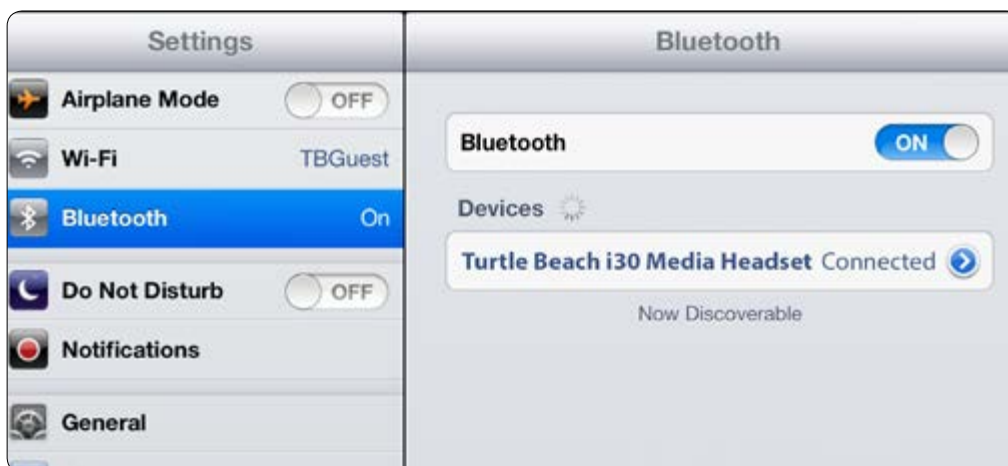 Settings
Airplane Mode OFF
Wi-Fi TBGuest
Bluetooth On
Do Not Disturb OFF
Notifications
General
Bluetooth
Bluetooth ON
Devices
Turtle Beach i30 Media Headset Connected
Now Discoverable